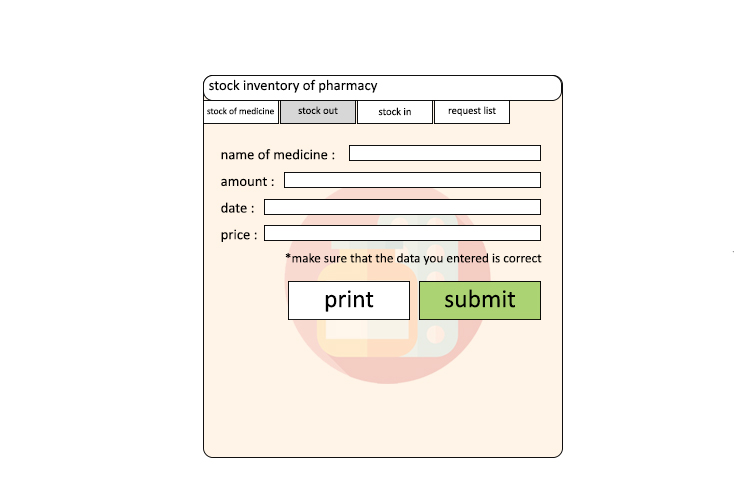 stock inventory of pharmacy
stock of medicine stock out stock in request list
name of medicine :
amount :
date :
price :
*make sure that the data you entered is correct
print submit